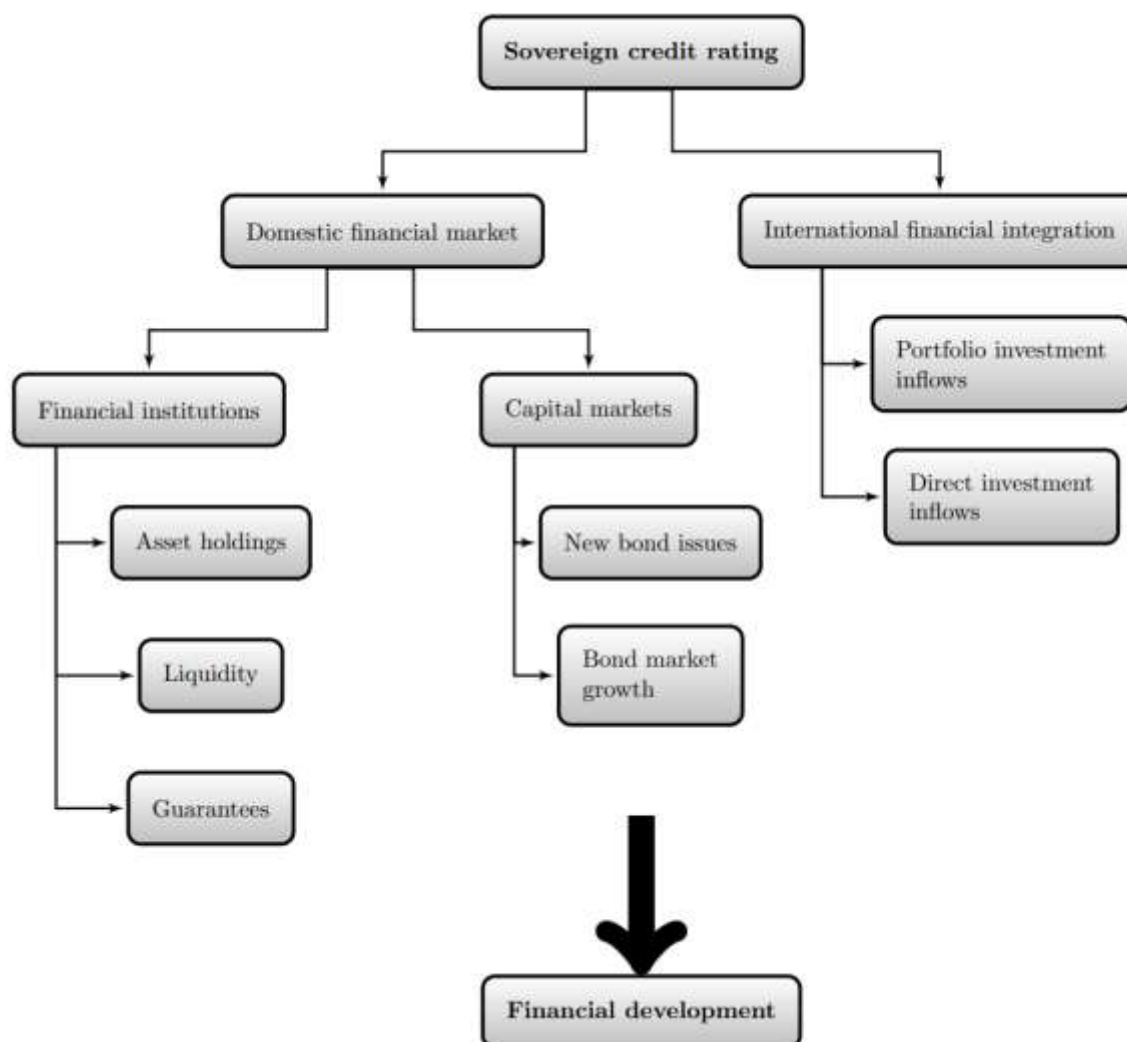 Sovereign credit rating
Domestic financial market
International financial integration
Financial institutions
Capital markets
Portfolio investment
inflows
Direct investment
inflows
Asset holdings
New bond issues
Liquidity
Bond market
growth
Guarantees
Financial development